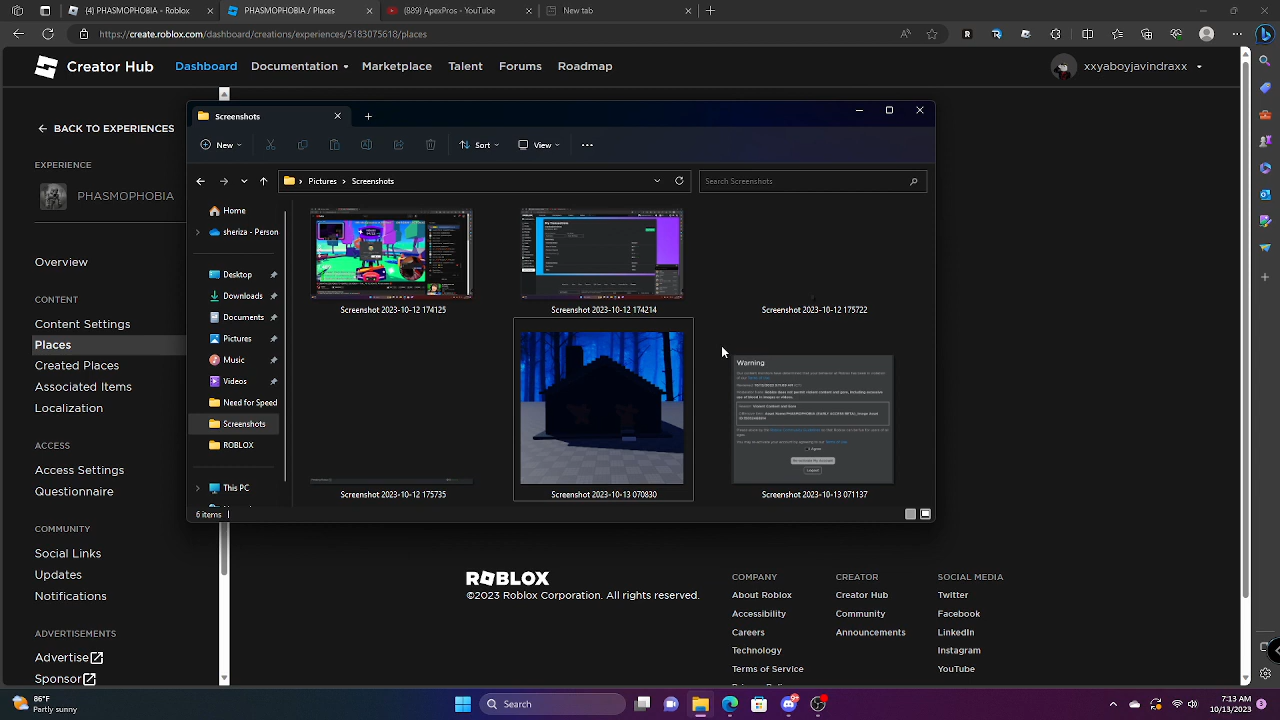 (4) PHASMOPHOBIA - Roblox
PHASMOPHOBIA / Places
(889) ApexPros - YouTube
New tab
https://create.roblox.com/dashboard/creations/experiences/5183075618/places
Creator Hub
Dashboard
Documentation
Marketplace
Talent
Forums
Roadmap
xxyaboyjavindraxx
BACK TO EXPERIENCES
EXPERIENCE
PHASMOPHOBIA
Overview
CONTENT
Content Settings
Places
Created Places
Access Settings
Questionnaire
COMMUNITY
Social Links
Updates
Notifications
ADVERTISEMENTS
Advertise
Sponsor
Screenshots
New
Sort
View
Pictures > Screenshots
Search Screenshots
Home
Desktop
Downloads
Documents
Pictures
Music
Need for Speed
Screenshots
ROBLOX
This PC
Screenshot 2023-10-12 174125
Screenshot 2023-10-12 174214
Screenshot 2023-10-12 175722
Warning
Screenshot 2023-10-12 175735
Screenshot 2023-10-13 070830
Screenshot 2023-10-13 071137
6 items
ROBLOX
©2023 Roblox Corporation. All rights reserved.
COMPANY
About Roblox
Accessibility
Careers
Technology
Terms of Service
CREATOR
Creator Hub
Community
Announcements
SOCIAL MEDIA
Twitter
Facebook
LinkedIn
Instagram
YouTube
86°F
Partly sunny
Search
7:13 AM
10/13/2023